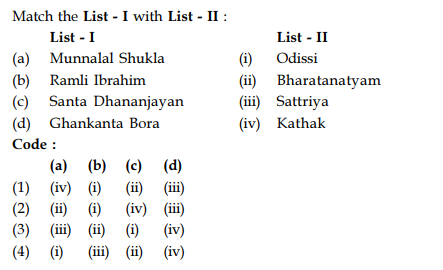 Match the List - I with List - II :
List - I List - II
(a) Munnalal Shukla (i) Odissi
(b) Ramli Ibrahim (ii) Bharatanatyam
(c) Santa Dhananjayan (iii) Sattriya
(d) Ghankanta Bora (iv) Kathak
Code :
(a) (b) (c) (d)
(1) (iv) (i) (ii) (iii)
(2) (ii) (i) (iv) (iii)
(3) (iii) (ii) (i) (iv)
(4) (i) (iii) (ii) (iv)